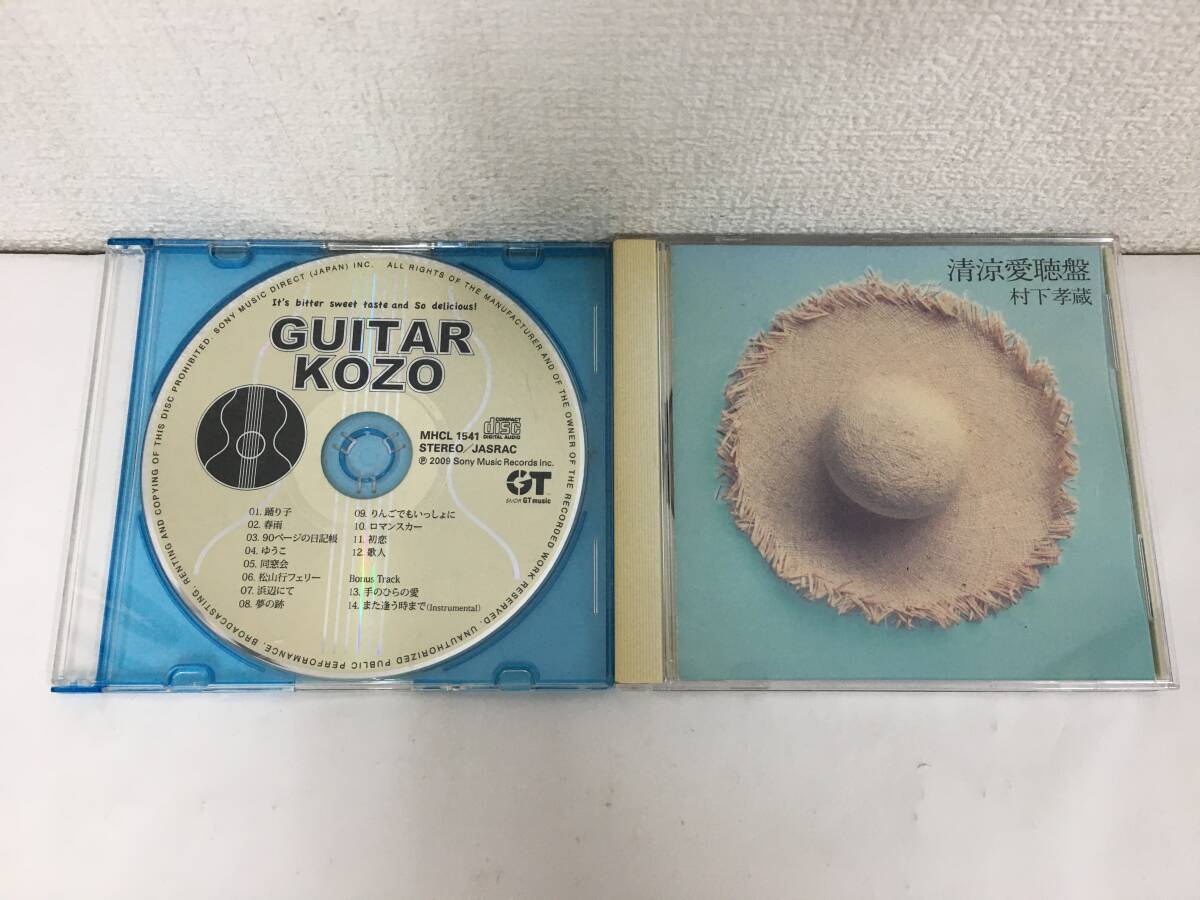 It's bitter sweet taste and So delicious!
GUITAR
KOZO
COMPACT
disc
DIGITAL AUDIO
MHCL 1541
STEREO/JASRAC
Ⓟ 2009 Sony Music Records Inc.
GT
GT music
01. 踊り子
02. 春雨
03. 90ページの日記帳
04. ゆうこ
05. 同窓会
06. 松山行フェリー
07. 浜辺にて
08. 夢の跡
09. りんごでもいっしょに
10. ロマンスカー
11. 初恋
12. 歌人
Bonus Track
13. 手のひらの愛
14. また逢う時まで (Instrumental)
SONY MUSIC DIRECT (JAPAN) INC. ALL RIGHTS OF THE MANUFACTURER AND OF THE OWNER OF THE RECORDED WORK RESERVED. UNAUTHORIZED PUBLIC PERFORMANCE, BROADCASTING, RENTING AND COPYING OF THIS DISC PROHIBITED.
清涼愛聴盤
村下孝蔵